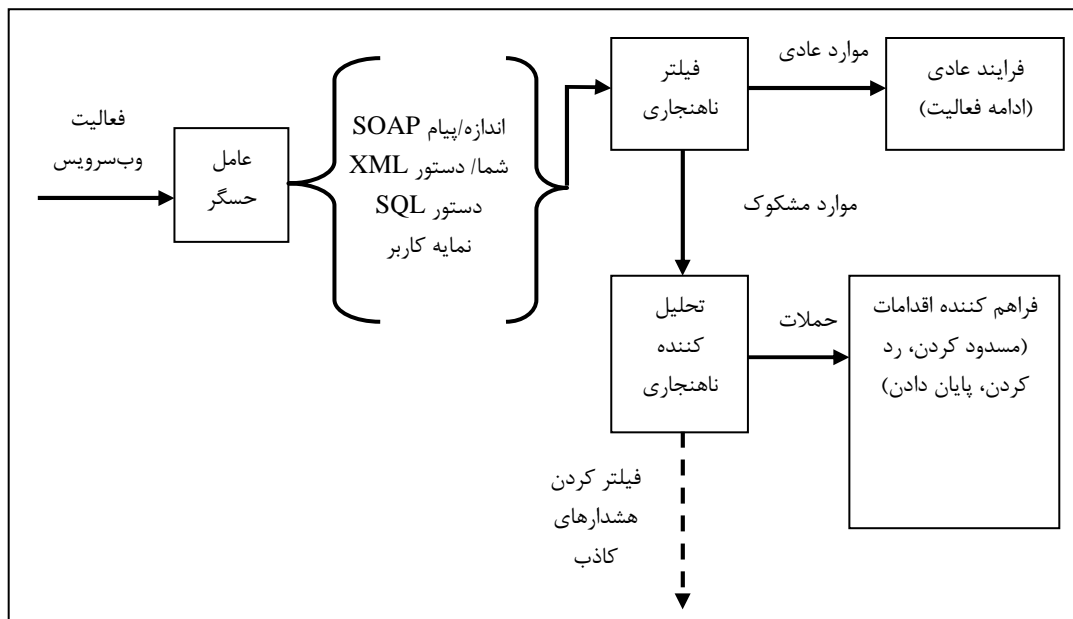 فعالیت
وب‌سرویس
عامل
حسگر
اندازه/پیام SOAP
شما/ دستور XML
دستور SQL
نمایه کاربر
فیلتر
ناهنجاری
موارد عادی
فرایند عادی
(ادامه فعالیت)
موارد مشکوک
تحلیل
کننده
ناهنجاری
حملات
فراهم کننده اقدامات
(مسدود کردن، رد
کردن، پایان دادن)
فیلتر کردن
هشدارهای
کاذب